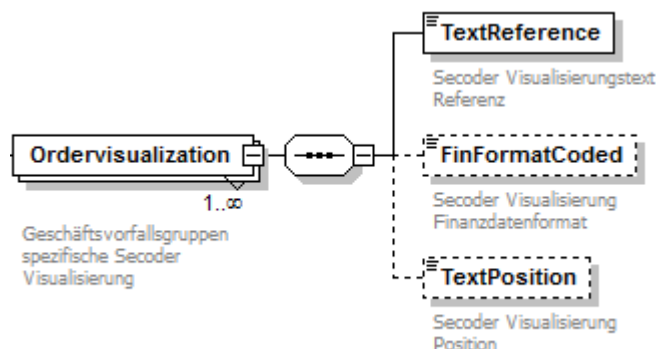 TextReference
Secoder Visualisierungstext
Referenz
Ordervisualization
1..∞
Geschäftsvorfallsgruppen
spezifische Secoder
Visualisierung
FinFormatCoded
Secoder Visualisierung
Finanzdatenformat
TextPosition
Secoder Visualisierung
Position